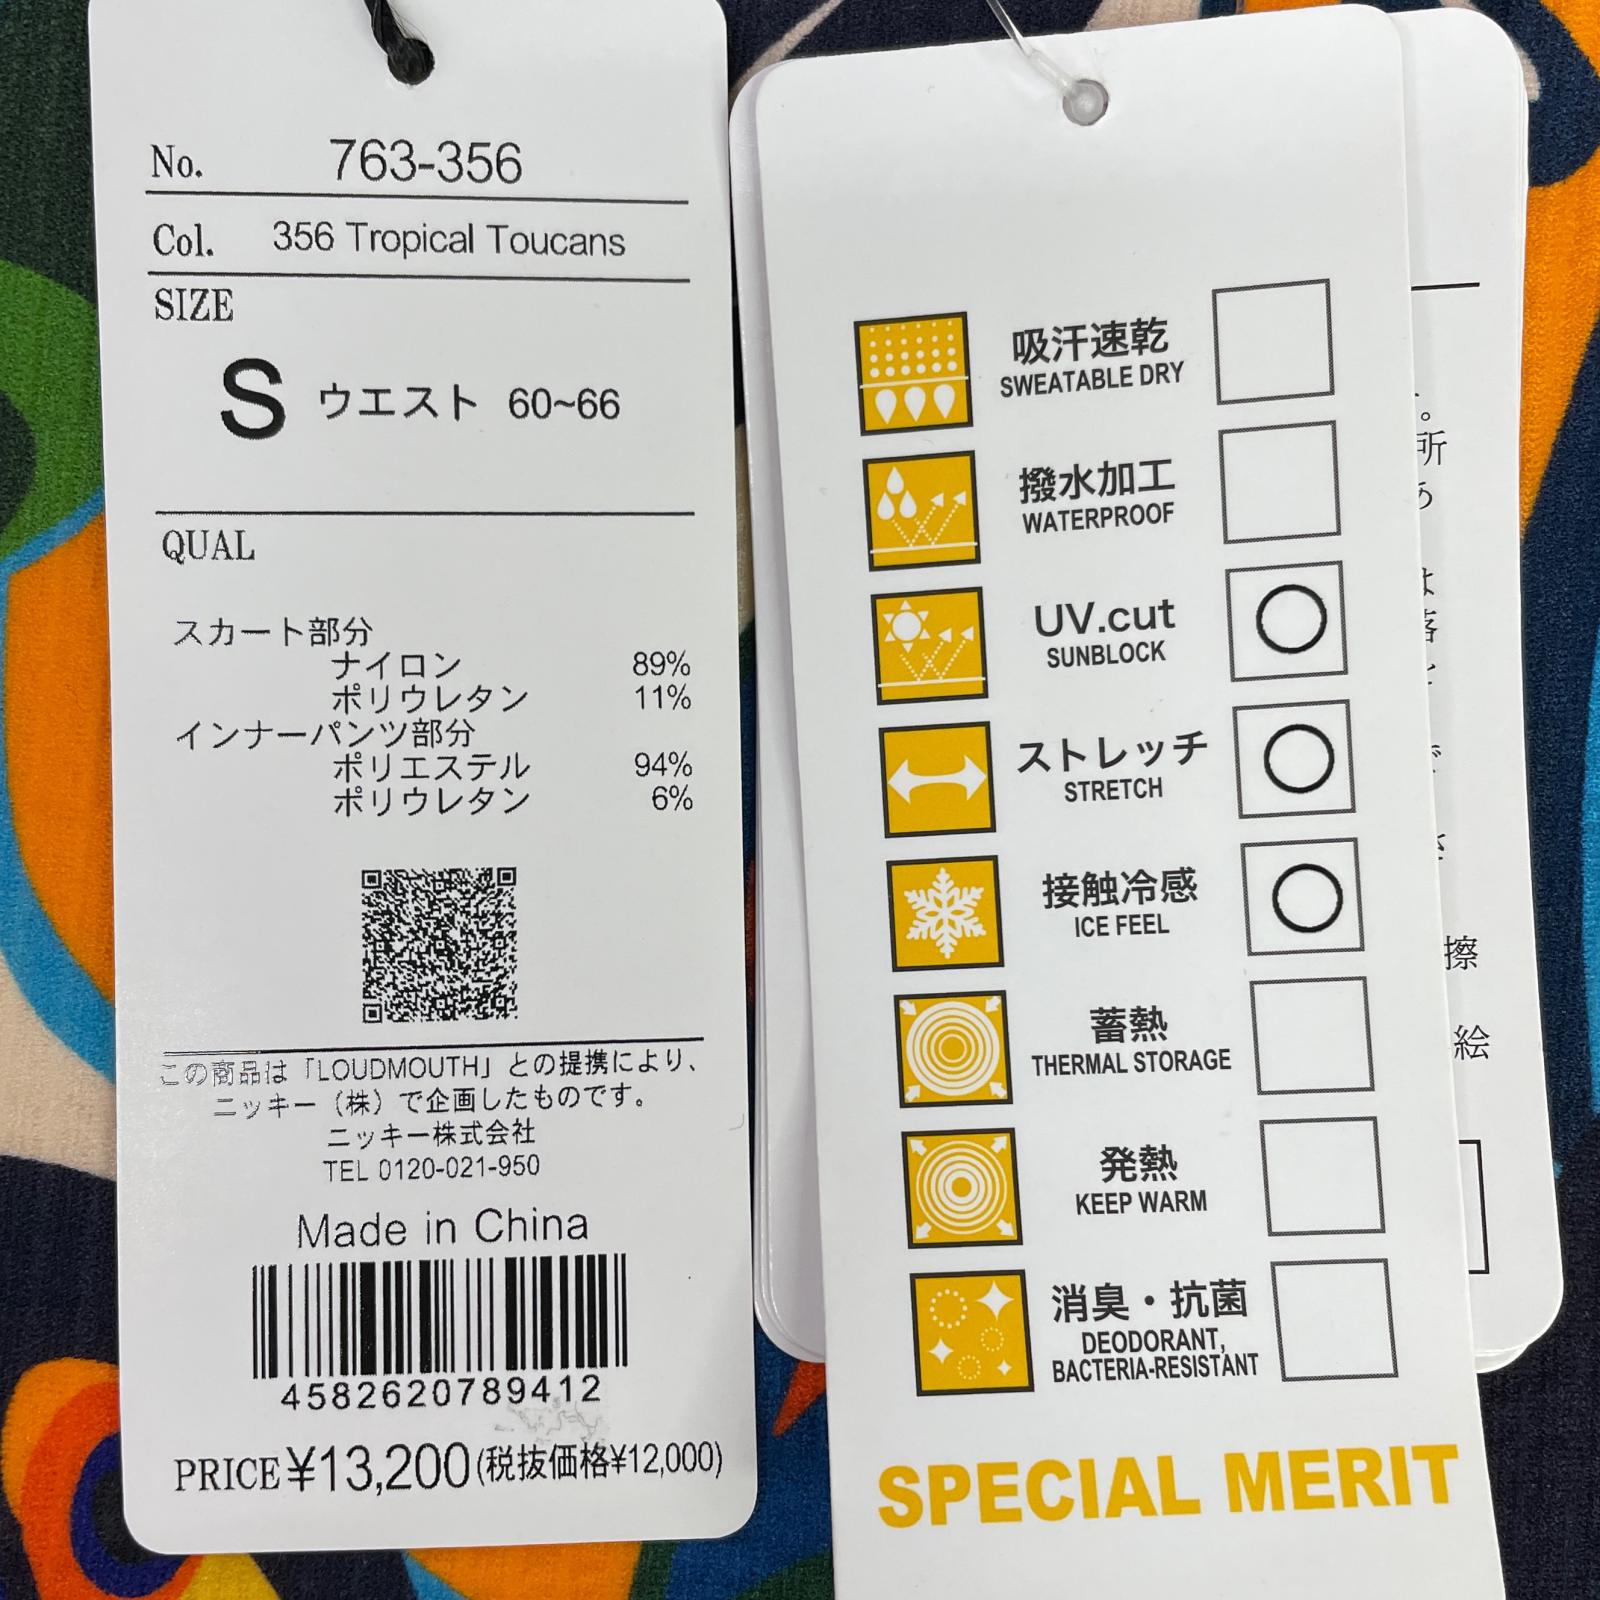 No. 763-356
Col. 356 Tropical Toucans
SIZE
S ウエスト 60~66
QUAL
スカート部分
ナイロン 89%
ポリウレタン 11%
インナーパンツ部分
ポリエステル 94%
ポリウレタン 6%
この商品は「LOUDMOUTH」との提携により、
ニッキー（株）で企画したものです。
ニッキー株式会社
TEL 0120-021-950
Made in China
4582620789412
PRICE ¥13,200 (税抜価格¥12,000)
吸汗速乾
SWEATABLE DRY
撥水加工
WATERPROOF
UV.cut
SUNBLOCK
ストレッチ
STRETCH
接触冷感
ICE FEEL
蓄熱
THERMAL STORAGE
発熱
KEEP WARM
消臭・抗菌
DEODORANT,
BACTERIA-RESISTANT
SPECIAL MERIT
所
擦
絵